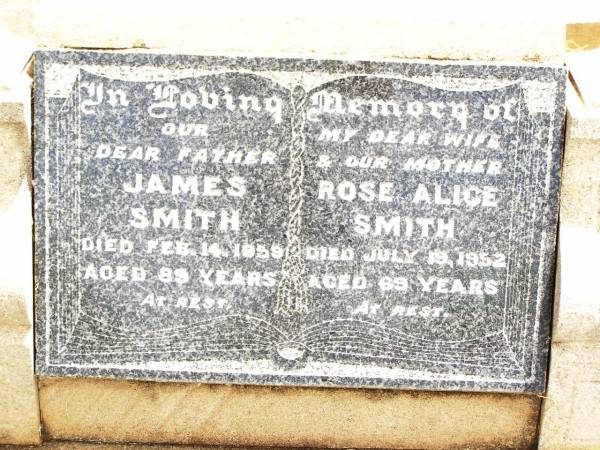 In Loving Memory of
OUR
DEAR FATHER
JAMES
SMITH
DIED FEB. 14, 1959
AGED 89 YEARS
AT REST.
MY DEAR WIFE
& OUR MOTHER
ROSE ALICE
SMITH
DIED JULY 19, 1952
AGED 69 YEARS
AT REST.